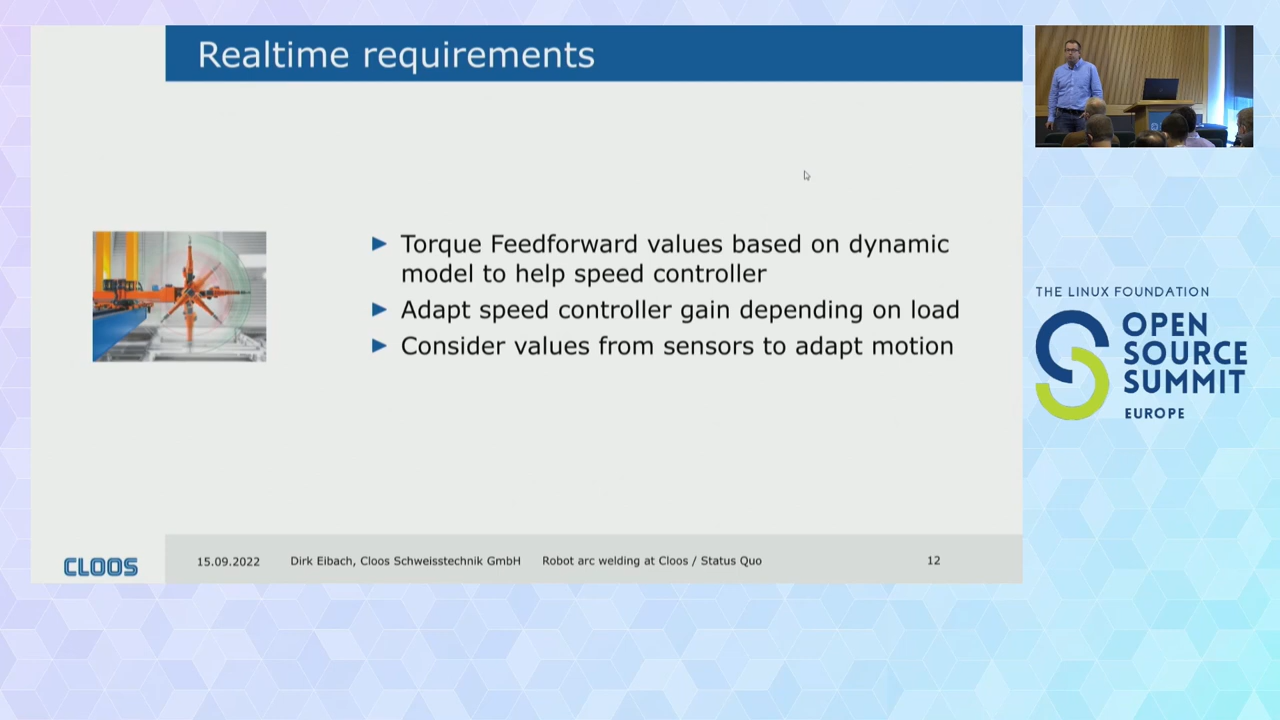 Realtime requirements
Torque Feedforward values based on dynamic
model to help speed controller
Adapt speed controller gain depending on load
Consider values from sensors to adapt motion
CLOOS
15.09.2022 Dirk Eibach, Cloos Schweisstechnik GmbH Robot arc welding at Cloos / Status Quo 12
THE LINUX FOUNDATION
OPEN
SOURCE
SUMMIT
EUROPE